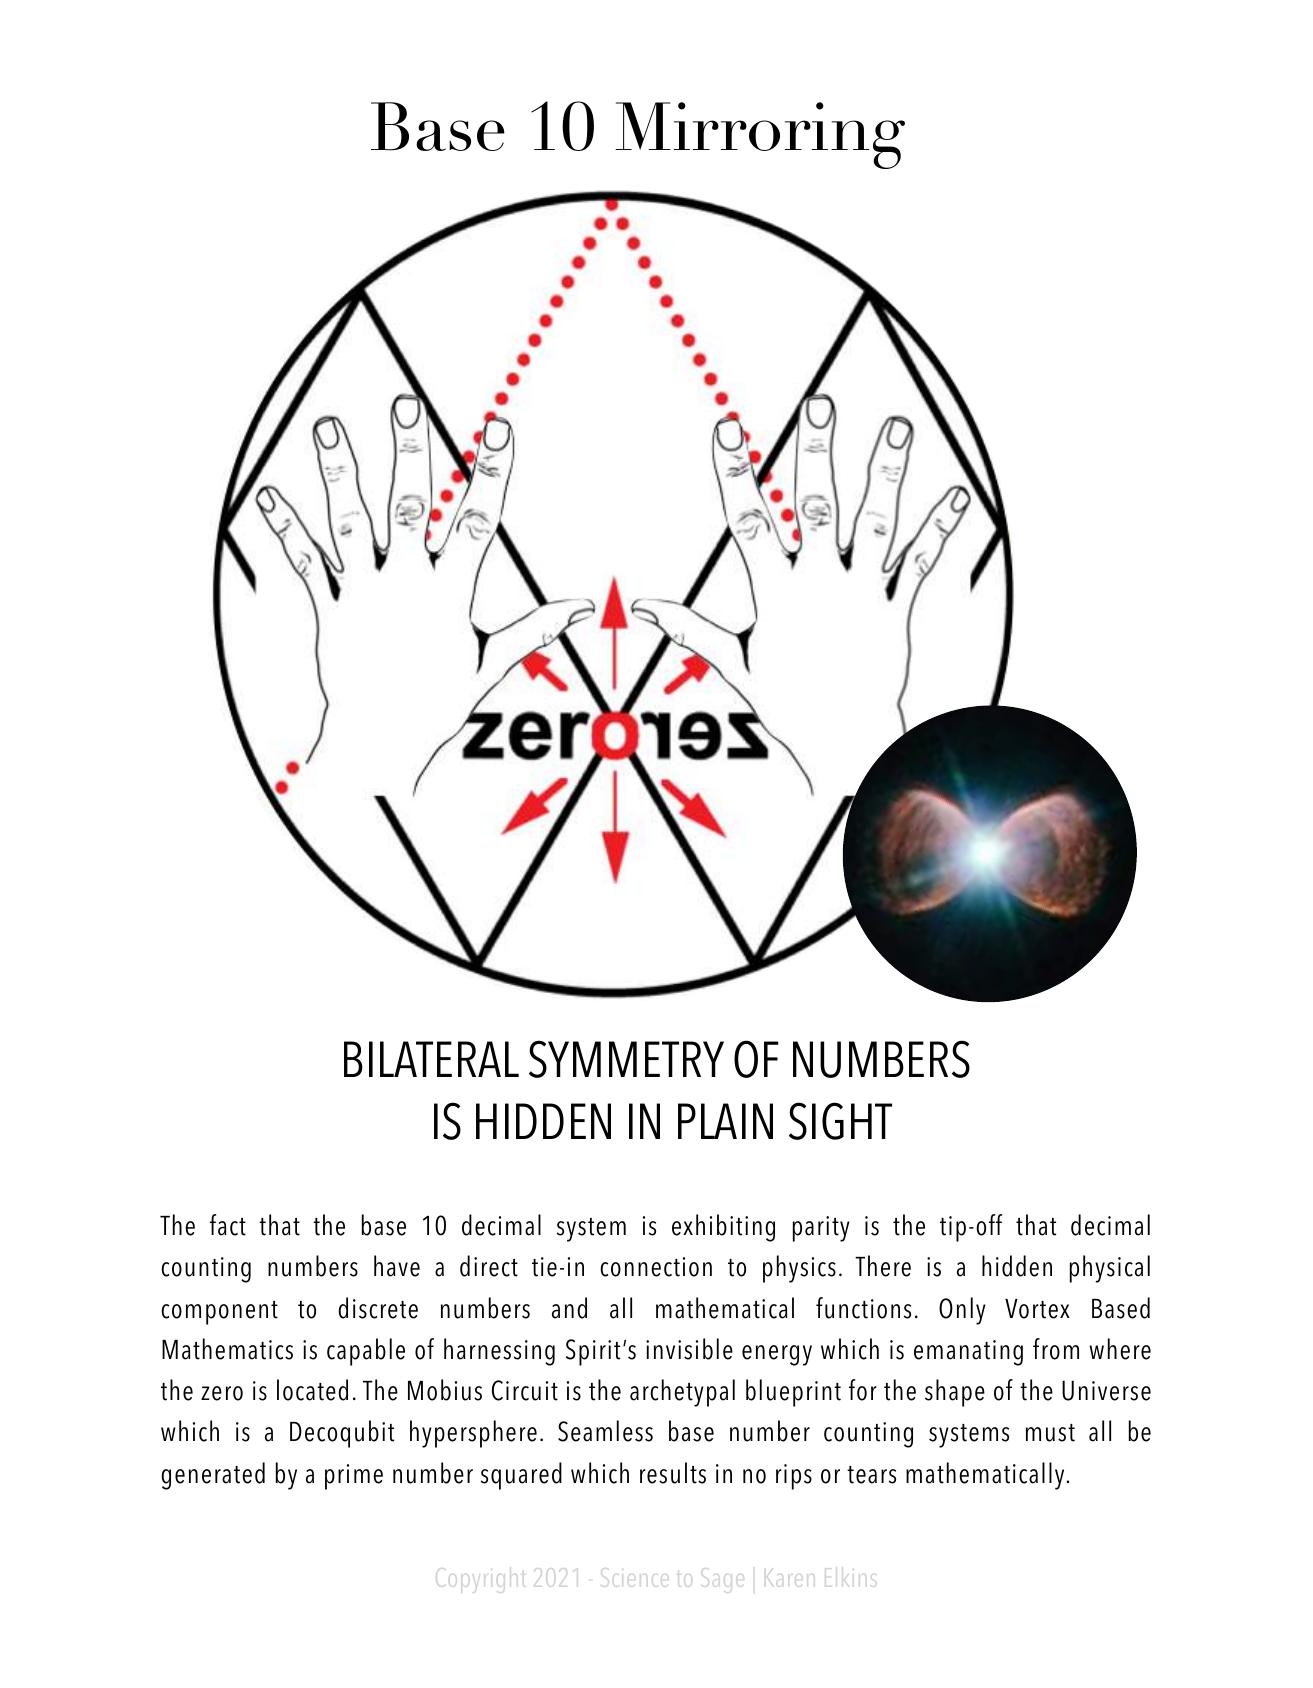 Base 10 Mirroring
zerorez
BILATERAL SYMMETRY OF NUMBERS
IS HIDDEN IN PLAIN SIGHT
The fact that the base 10 decimal system is exhibiting parity is the tip-off that decimal
counting numbers have a direct tie-in connection to physics. There is a hidden physical
component to discrete numbers and all mathematical functions. Only Vortex Based
Mathematics is capable of harnessing Spirit’s invisible energy which is emanating from where
the zero is located. The Mobius Circuit is the archetypal blueprint for the shape of the Universe
which is a Decoqubit hypersphere. Seamless base number counting systems must all be
generated by a prime number squared which results in no rips or tears mathematically.
Copyright 2021 - Science to Sage | Karen Elkins